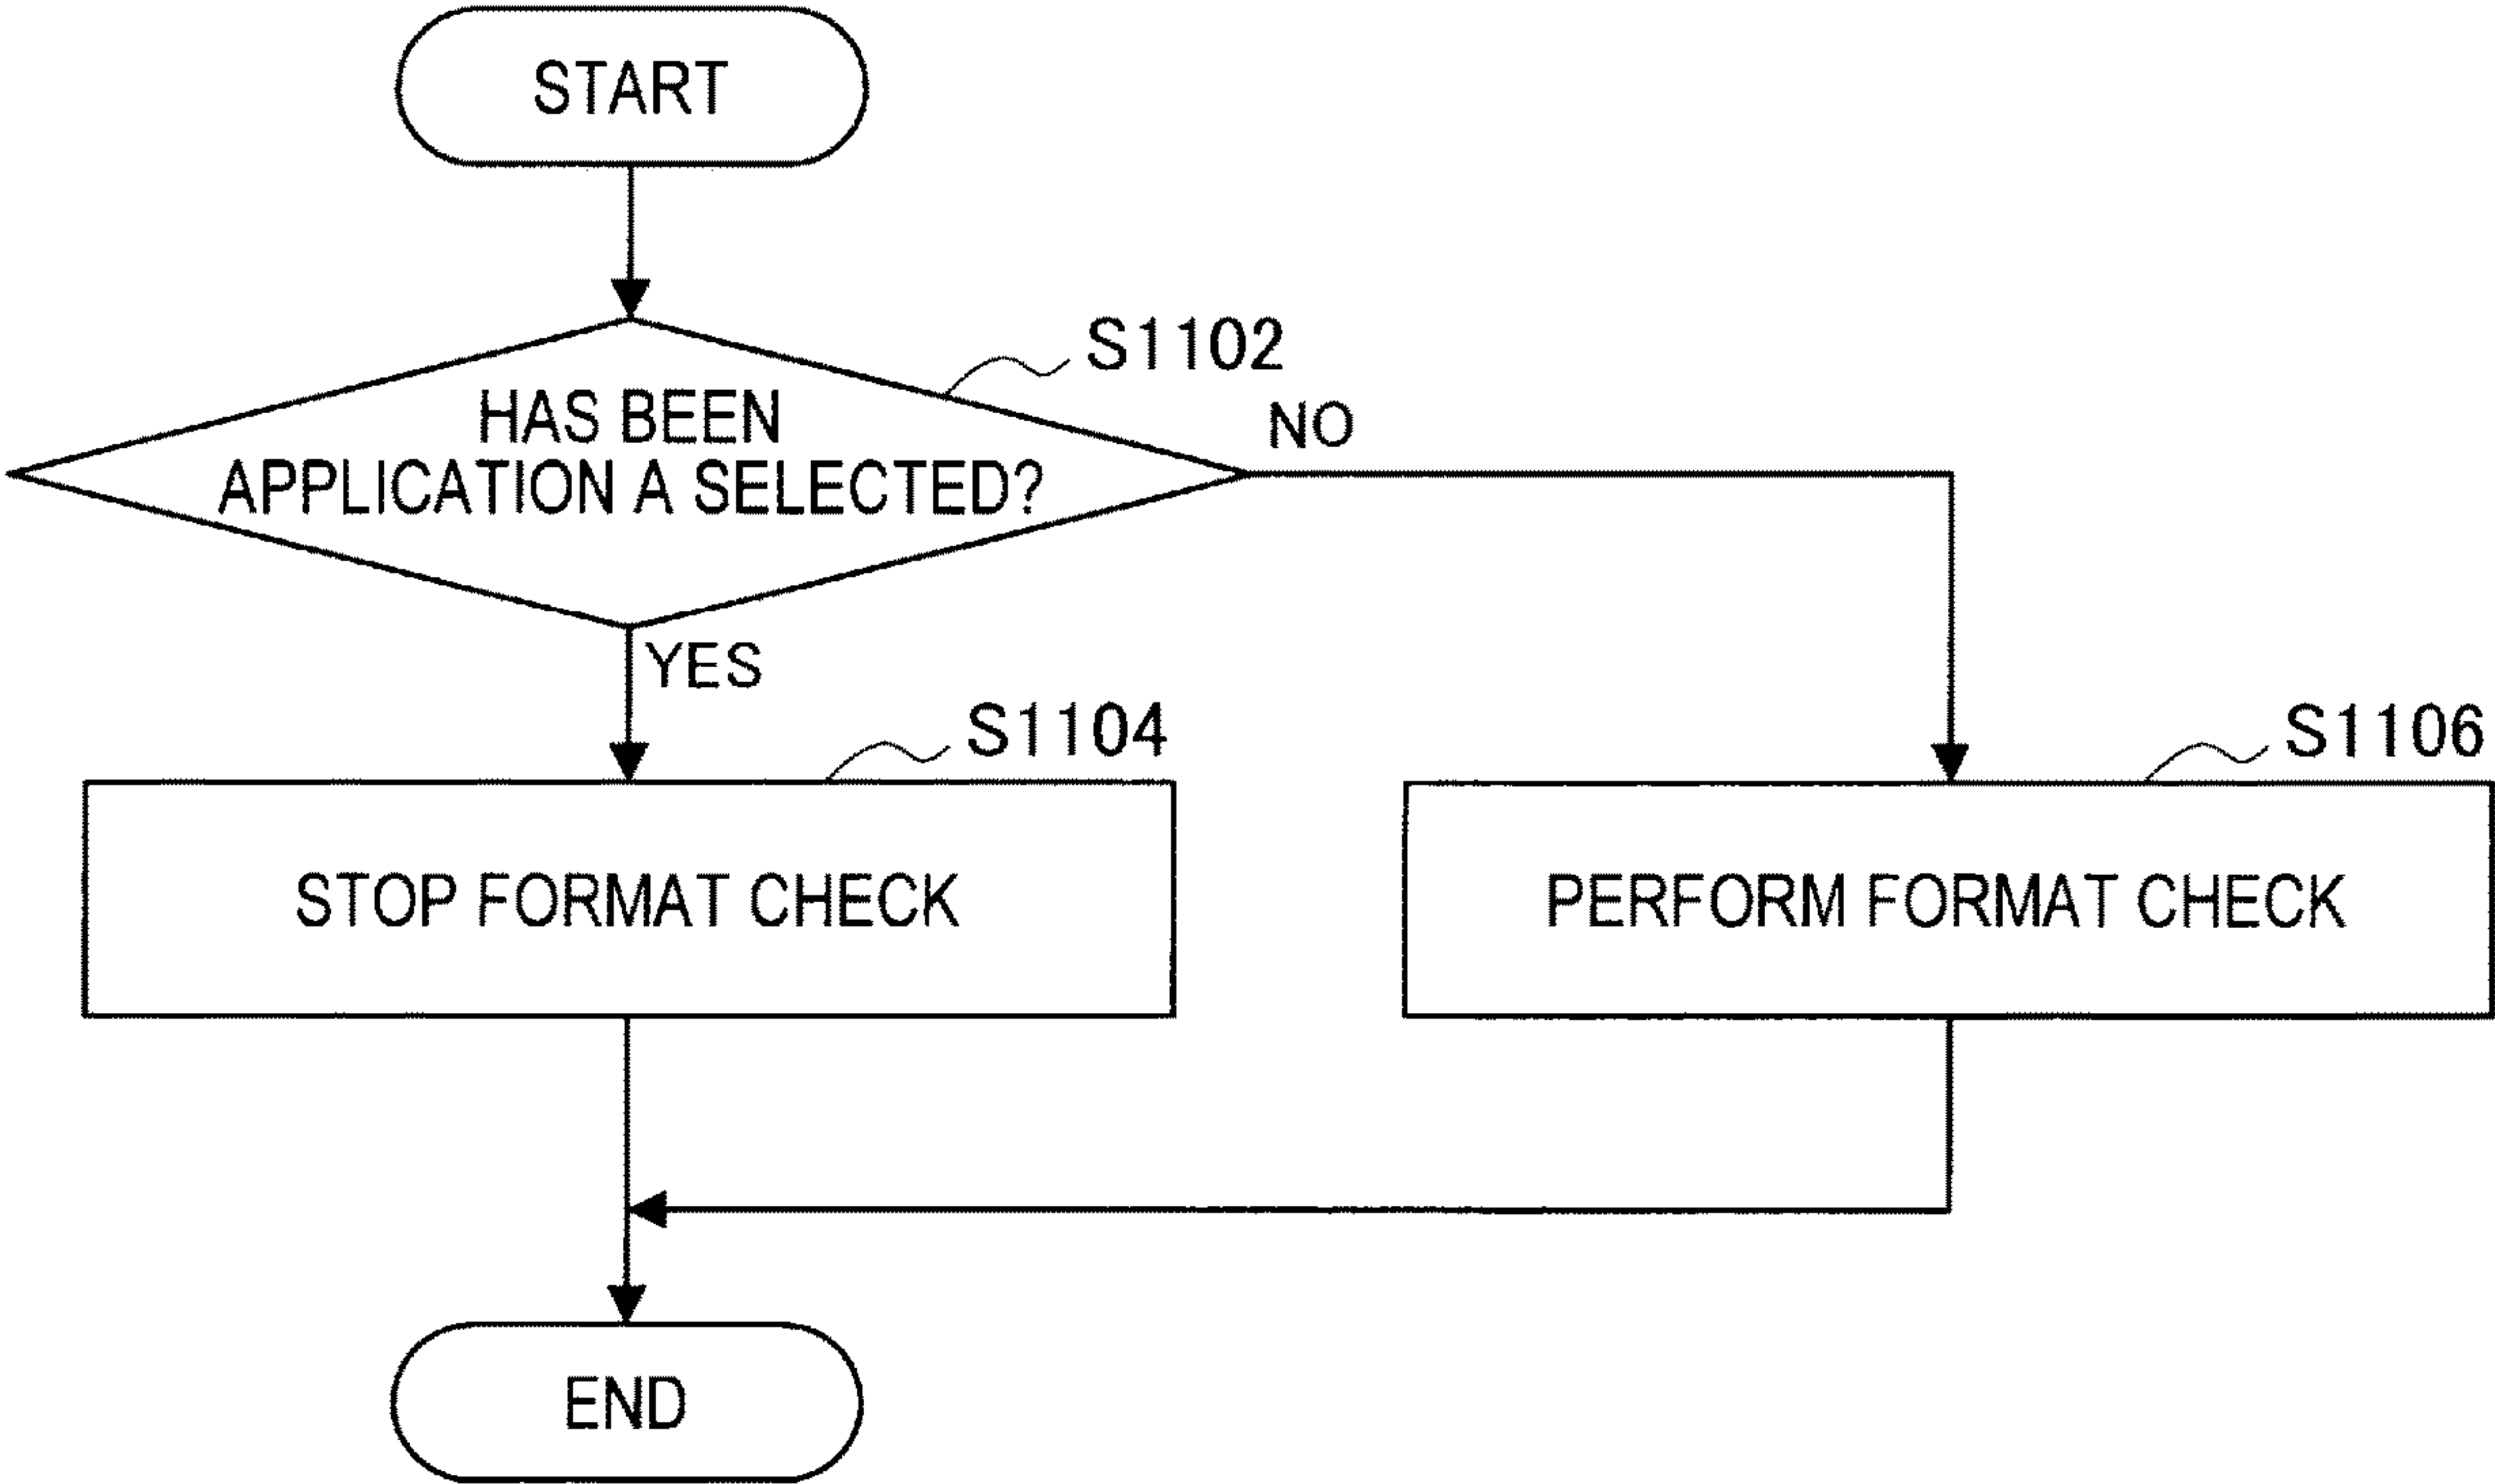 START
S1102
HAS BEEN
APPLICATION A SELECTED?
NO
YES
S1104
S1106
STOP FORMAT CHECK
PERFORM FORMAT CHECK
END